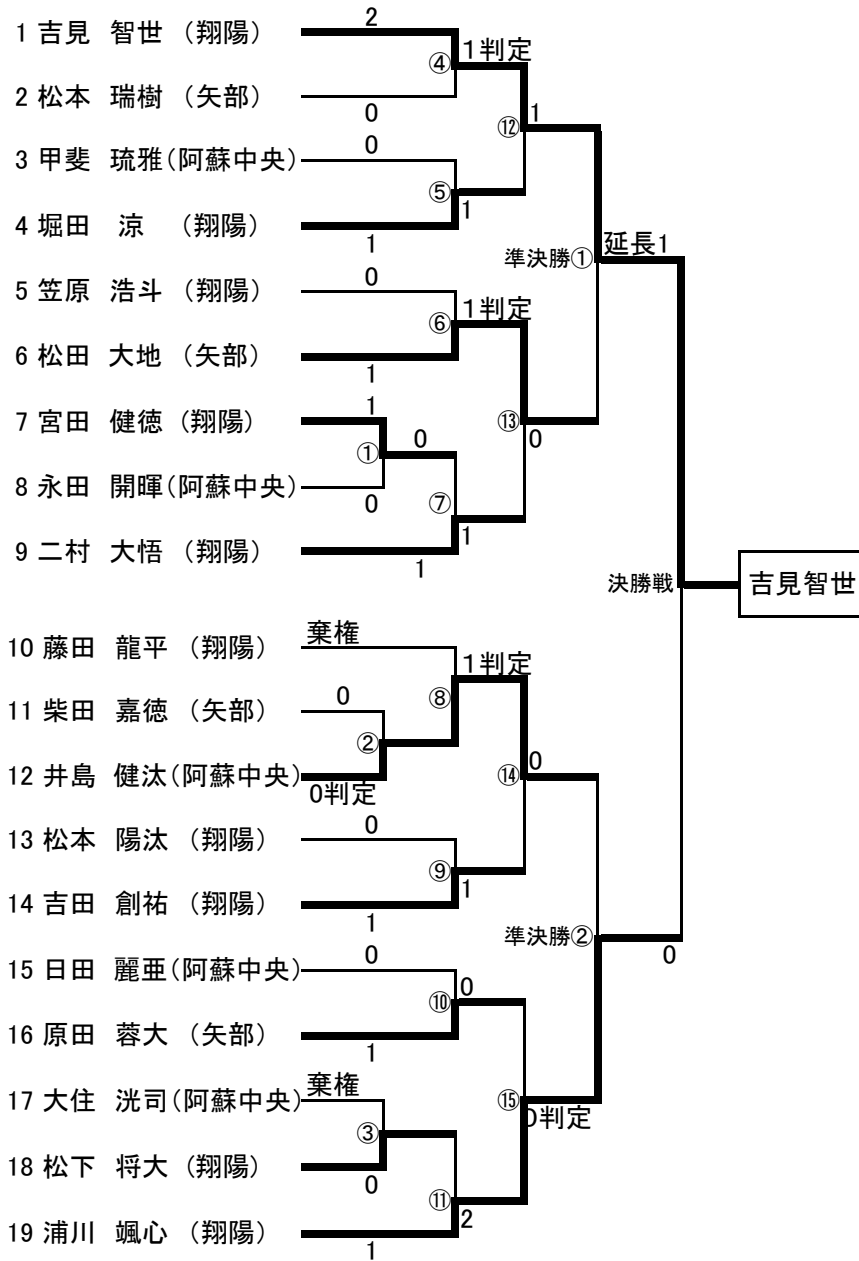 2
1 吉見 智世 （翔陽）
1判定
④
2 松本 瑞樹 （矢部）
0
1
⑫
0
3 甲斐 琉雅(阿蘇中央)
⑤
1
4 堀田 涼 （翔陽）
1
延長1
準決勝①
0
5 笠原 浩斗 （翔陽）
1判定
⑥
6 松田 大地 （矢部）
1
1
7 宮田 健徳 （翔陽）
⑬
0
0
①
8 永田 開暉(阿蘇中央)
0
⑦
1
9 二村 大悟 （翔陽）
1
決勝戦
吉見智世
棄権
10 藤田 龍平 （翔陽）
1判定
⑧
0
11 柴田 嘉徳 （矢部）
②
12 井島 健汰(阿蘇中央)
0判定
0
⑭
0
13 松本 陽汰 （翔陽）
⑨
1
14 吉田 創祐 （翔陽）
1
準決勝②
0
0
15 日田 麗亜(阿蘇中央)
0
⑩
16 原田 蓉大 （矢部）
1
棄権
17 大住 洸司(阿蘇中央)
⑮
0判定
③
18 松下 将大 （翔陽）
0
⑪
2
19 浦川 颯心 （翔陽）
1